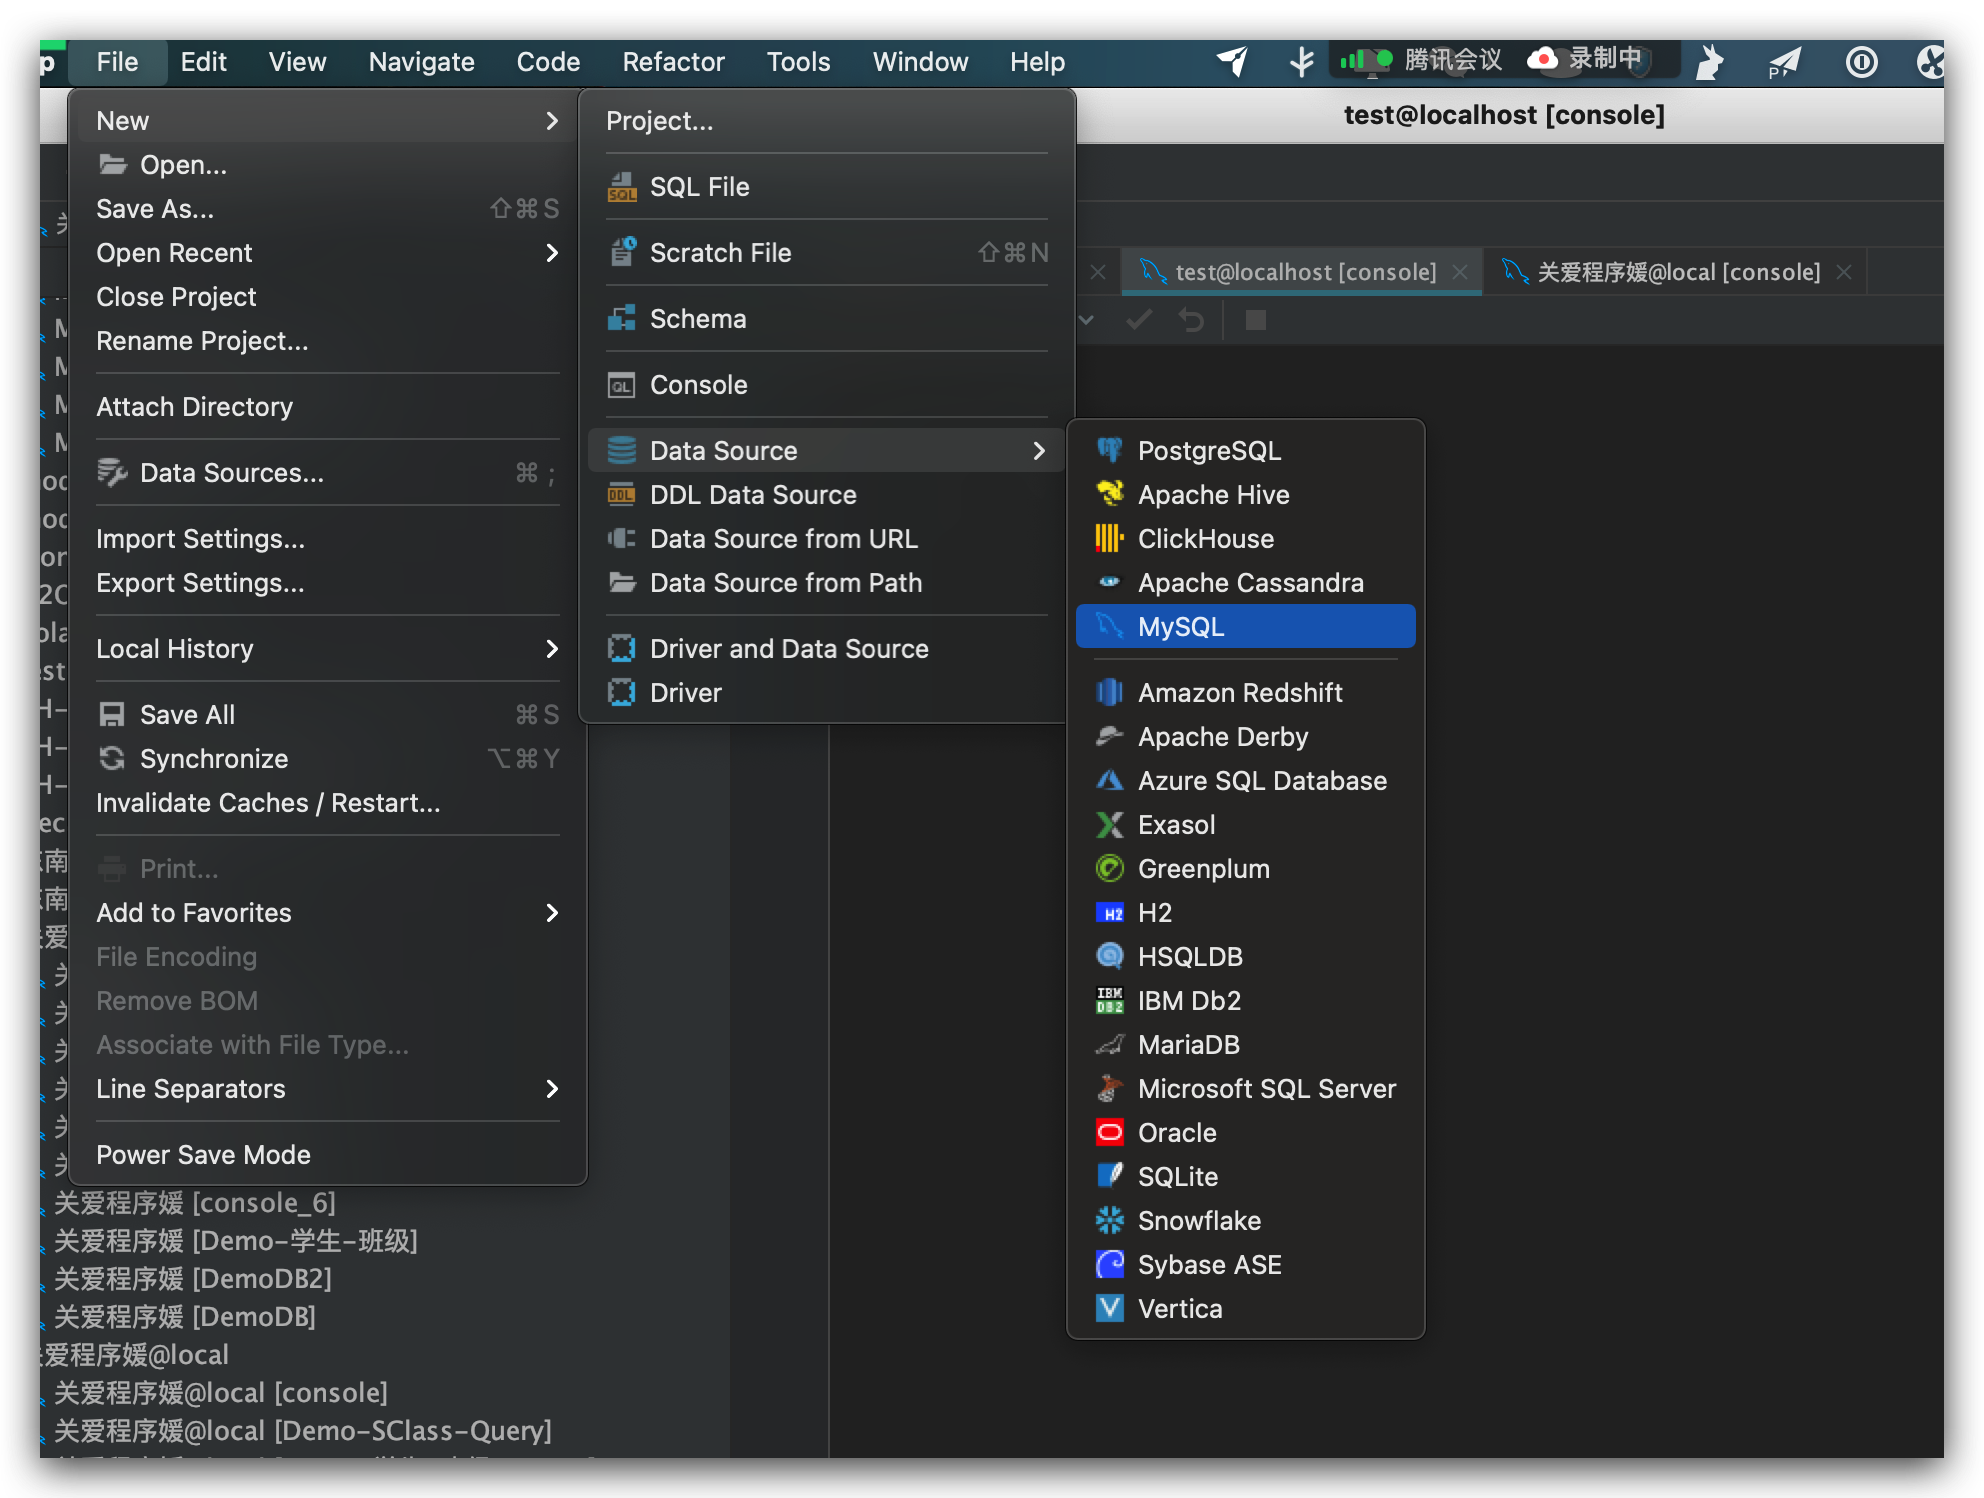 p File Edit View Navigate Code Refactor Tools Window Help 腾讯会议 录制中
test@localhost [console]
New
Open...
Save As... ⇧⌘S
Open Recent
Close Project
Rename Project...
Attach Directory
Data Sources... ⌘ ;
Import Settings...
Export Settings...
Local History
Save All ⌘S
Synchronize ⌥⌘Y
Invalidate Caches / Restart...
Print...
Add to Favorites
File Encoding
Remove BOM
Associate with File Type...
Line Separators
Power Save Mode
Project...
SQL File
Scratch File ⇧⌘N
Schema
Console
Data Source
DDL Data Source
Data Source from URL
Data Source from Path
Driver and Data Source
Driver
PostgreSQL
Apache Hive
ClickHouse
Apache Cassandra
MySQL
Amazon Redshift
Apache Derby
Azure SQL Database
Exasol
Greenplum
H2
HSQLDB
IBM Db2
MariaDB
Microsoft SQL Server
Oracle
SQLite
Snowflake
Sybase ASE
Vertica
test@localhost [console]
关爱程序媛@local [console]
关爱程序媛 [console_6]
关爱程序媛 [Demo-学生-班级]
关爱程序媛 [DemoDB2]
关爱程序媛 [DemoDB]
爱程序媛@local
关爱程序媛@local [console]
关爱程序媛@local [Demo-SClass-Query]